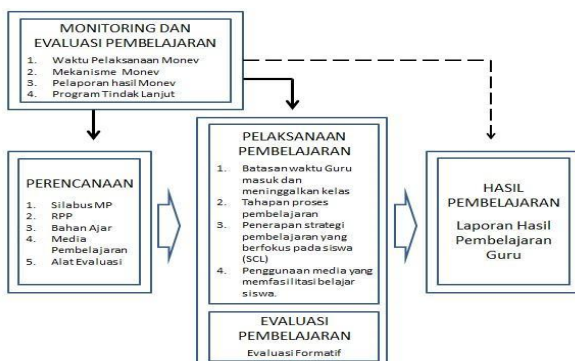 MONITORING DAN
EVALUASI PEMBELAJARAN
1. Waktu Pelaksanaan Monev
2. Mekanisme Monev
3. Pelaporan hasil Monev
4. Program Tindak Lanjut
PERENCANAAN
1. Silabus MP
2. RPP
3. Bahan Ajar
4. Media
Pembelajaran
5. Alat Evaluasi
PELAKSANAAN
PEMBELAJARAN
1. Batasan waktu Guru
masuk dan
meninggalkan kelas
2. Tahapan proses
pembelajaran
3. Penerapan strategi
pembelajaran yang
berfokus pada siswa
(SCL)
4. Penggunaan media yang
memfasilitasi belajar
siswa.
EVALUASI
PEMBELAJARAN
Evaluasi Formatif
HASIL
PEMBELAJARAN
Laporan Hasil
Pembelajaran
Guru